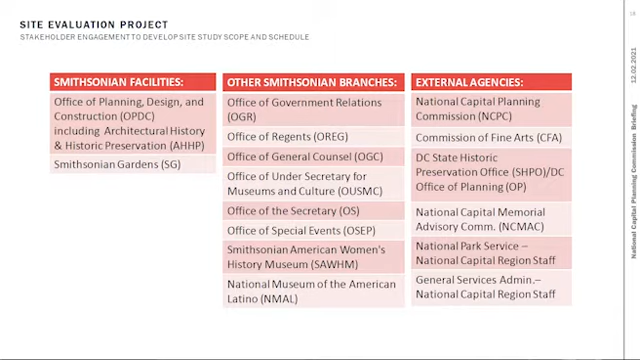 SITE EVALUATION PROJECT
STAKEHOLDER ENGAGEMENT TO DEVELOP SITE STUDY SCOPE AND SCHEDULE
SMITHSONIAN FACILITIES:
Office of Planning, Design, and
Construction (OPDC)
including Architectural History
& Historic Preservation (AHHP)
Smithsonian Gardens (SG)
OTHER SMITHSONIAN BRANCHES:
Office of Government Relations
(OGR)
Office of Regents (OREG)
Office of General Counsel (OGC)
Office of Under Secretary for
Museums and Culture (OUSMC)
Office of the Secretary (OS)
Office of Special Events (OSEP)
Smithsonian American Women's
History Museum (SAWHM)
National Museum of the American
Latino (NMAL)
EXTERNAL AGENCIES:
National Capital Planning
Commission (NCPC)
Commission of Fine Arts (CFA)
DC State Historic
Preservation Office (SHPO)/DC
Office of Planning (OP)
National Capital Memorial
Advisory Comm. (NCMAC)
National Park Service –
National Capital Region Staff
General Services Admin.–
National Capital Region Staff
National Capital Planning Commission Briefing 12.02.2021